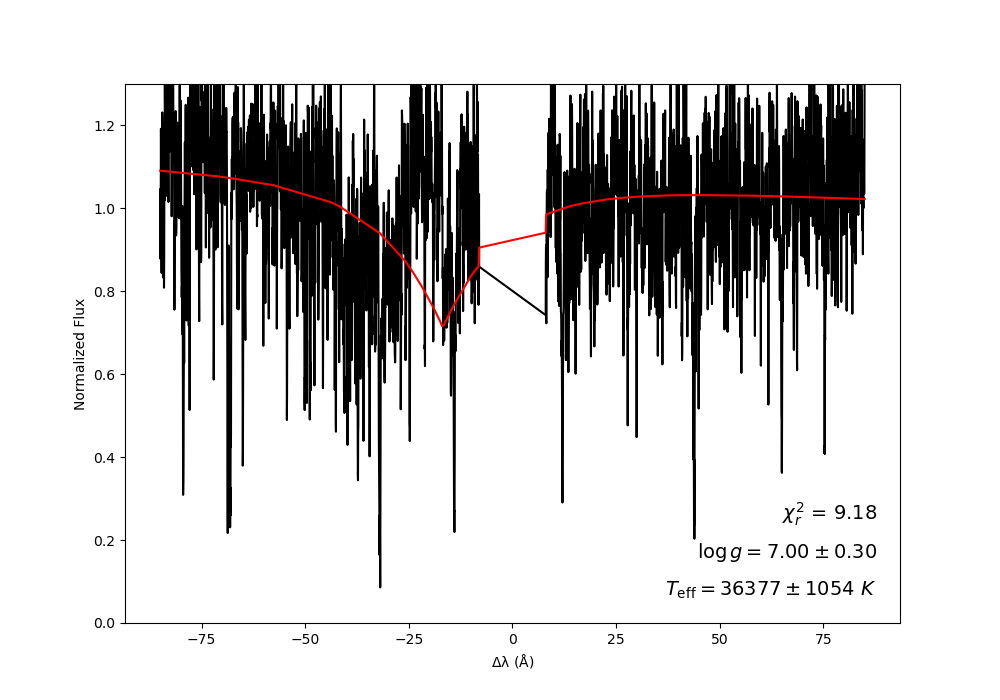 1.2
1.0
0.8
0.6
0.4
0.2
0.0
Normalized Flux
χ²ᵣ = 9.18
log g = 7.00 ± 0.30
T_eff = 36377 ± 1054 K
−75 −50 −25 0 25 50 75
Δλ (Å)